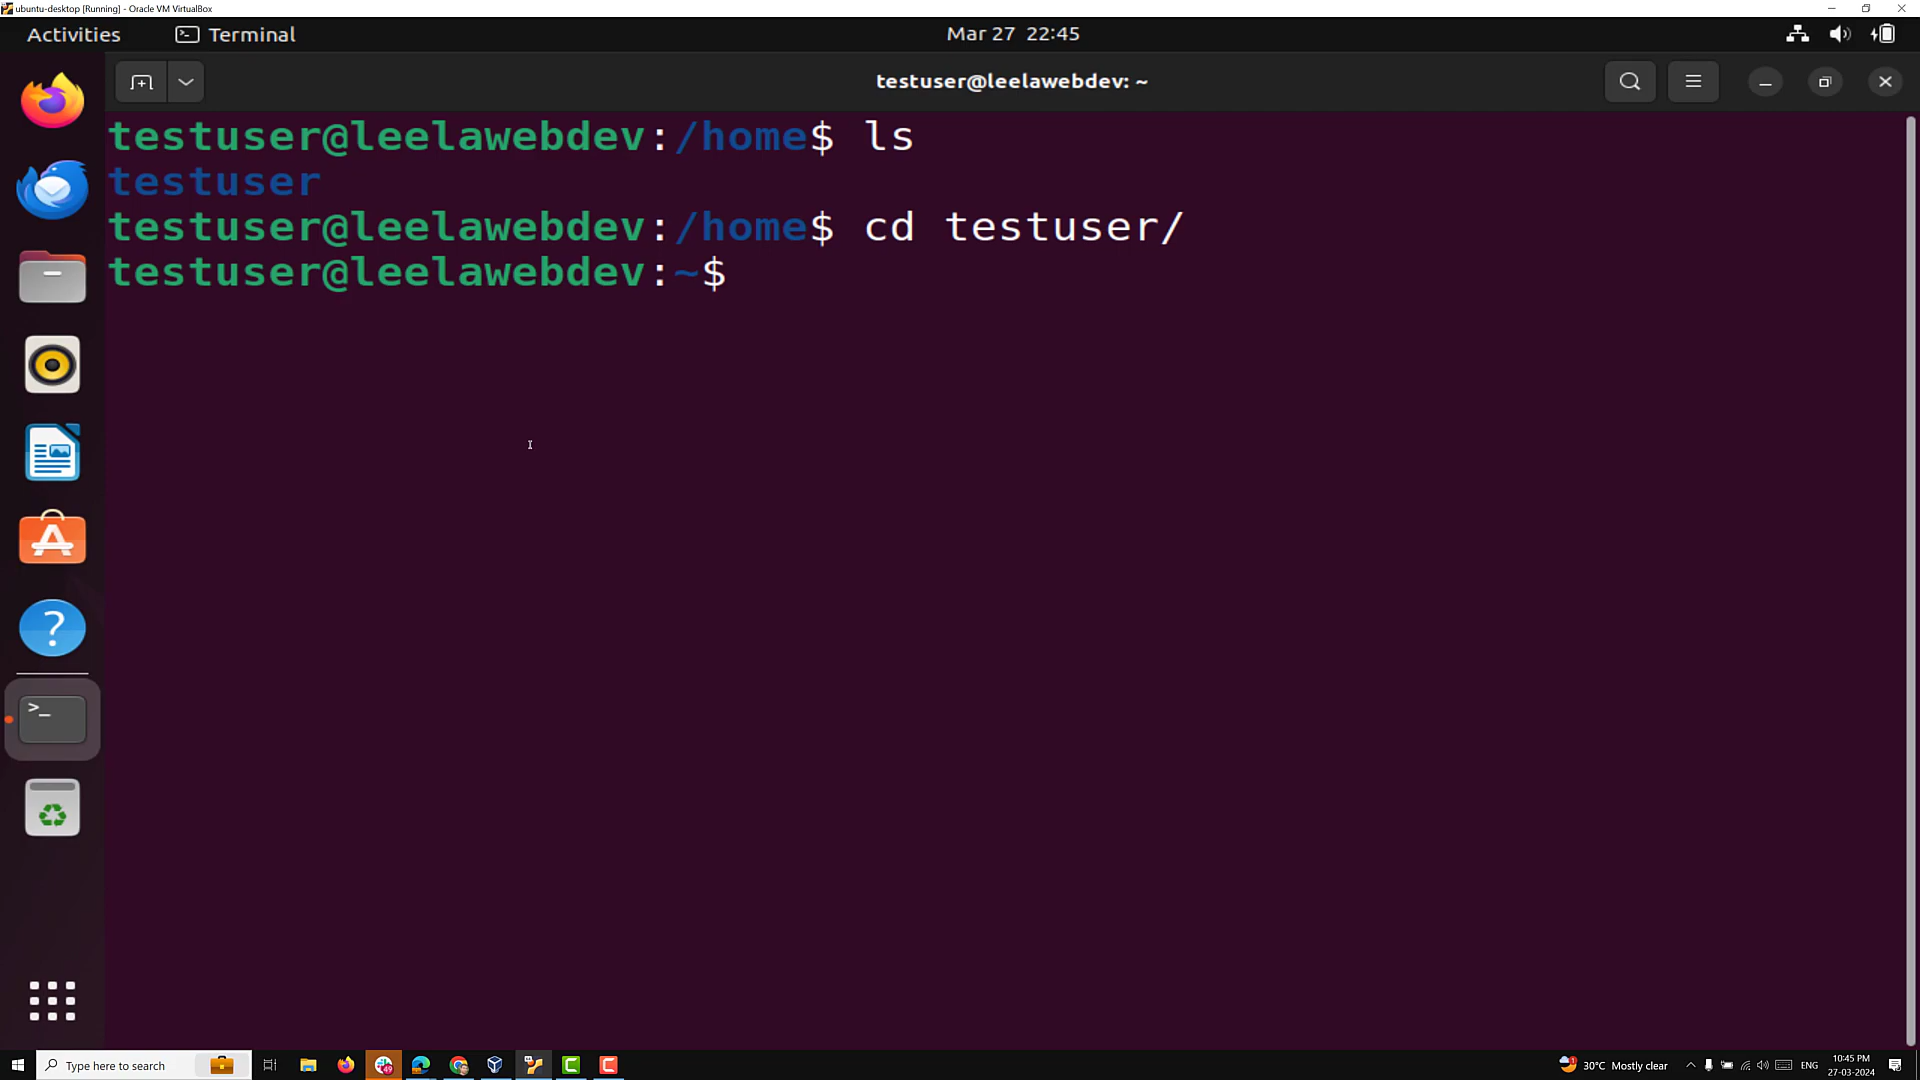 ubuntu-desktop [Running] - Oracle VM VirtualBox
Activities Terminal Mar 27 22:45
testuser@leelawebdev: ~
testuser@leelawebdev:/home$ ls
testuser
testuser@leelawebdev:/home$ cd testuser/
testuser@leelawebdev:~$
Type here to search 30°C Mostly clear ENG 10:45 PM
27-03-2024